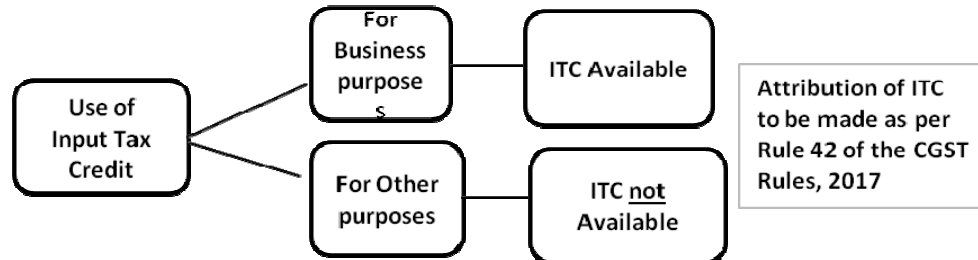 Use of
Input Tax
Credit
For
Business
purpose
s
ITC Available
For Other
purposes
ITC not
Available
Attribution of ITC
to be made as per
Rule 42 of the CGST
Rules, 2017